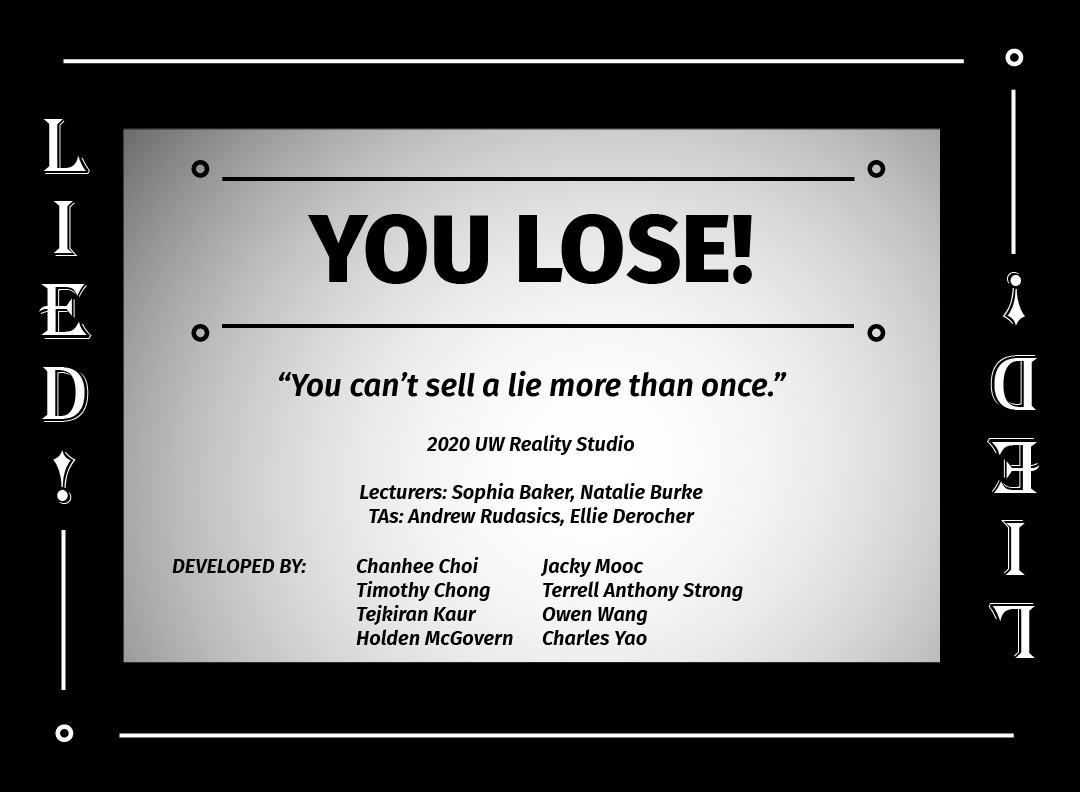 LIED!
YOU LOSE!
“You can’t sell a lie more than once.”
2020 UW Reality Studio
Lecturers: Sophia Baker, Natalie Burke
TAs: Andrew Rudasics, Ellie Derocher
DEVELOPED BY: Chanhee Choi Jacky Mooc
Timothy Chong Terrell Anthony Strong
Tejkiran Kaur Owen Wang
Holden McGovern Charles Yao
LIED!